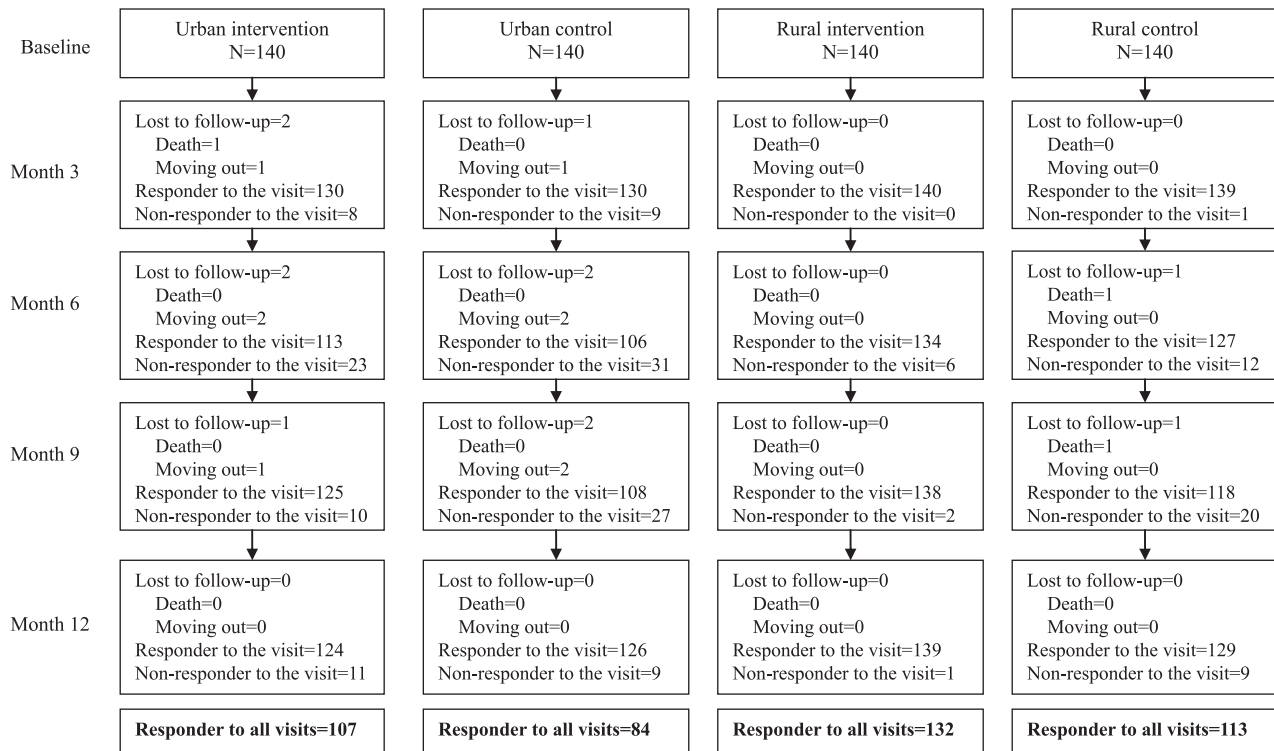 Baseline
Urban intervention
N=140
Urban control
N=140
Rural intervention
N=140
Rural control
N=140
Month 3
Lost to follow-up=2
Death=1
Moving out=1
Responder to the visit=130
Non-responder to the visit=8
Lost to follow-up=1
Death=0
Moving out=1
Responder to the visit=130
Non-responder to the visit=9
Lost to follow-up=0
Death=0
Moving out=0
Responder to the visit=140
Non-responder to the visit=0
Lost to follow-up=0
Death=0
Moving out=0
Responder to the visit=139
Non-responder to the visit=1
Month 6
Lost to follow-up=2
Death=0
Moving out=2
Responder to the visit=113
Non-responder to the visit=23
Lost to follow-up=2
Death=0
Moving out=2
Responder to the visit=106
Non-responder to the visit=31
Lost to follow-up=0
Death=0
Moving out=0
Responder to the visit=134
Non-responder to the visit=6
Lost to follow-up=1
Death=1
Moving out=0
Responder to the visit=127
Non-responder to the visit=12
Month 9
Lost to follow-up=1
Death=0
Moving out=1
Responder to the visit=125
Non-responder to the visit=10
Lost to follow-up=2
Death=0
Moving out=2
Responder to the visit=108
Non-responder to the visit=27
Lost to follow-up=0
Death=0
Moving out=0
Responder to the visit=138
Non-responder to the visit=2
Lost to follow-up=1
Death=1
Moving out=0
Responder to the visit=118
Non-responder to the visit=20
Month 12
Lost to follow-up=0
Death=0
Moving out=0
Responder to the visit=124
Non-responder to the visit=11
Lost to follow-up=0
Death=0
Moving out=0
Responder to the visit=126
Non-responder to the visit=9
Lost to follow-up=0
Death=0
Moving out=0
Responder to the visit=139
Non-responder to the visit=1
Lost to follow-up=0
Death=0
Moving out=0
Responder to the visit=129
Non-responder to the visit=9
Responder to all visits=107
Responder to all visits=84
Responder to all visits=132
Responder to all visits=113